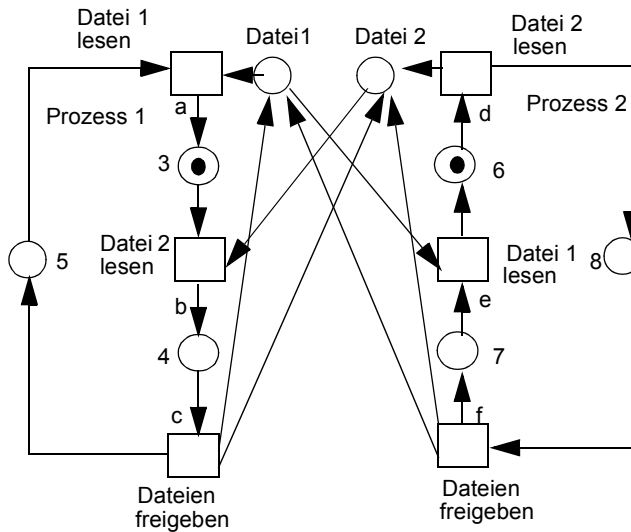 Datei 1
lesen
Datei1
Datei 2
Datei 2
lesen
a
Prozess 1
d
Prozess 2
3
6
Datei 2
lesen
5
Datei 1
lesen
8
b
e
4
7
c
f
Dateien
freigeben
Dateien
freigeben